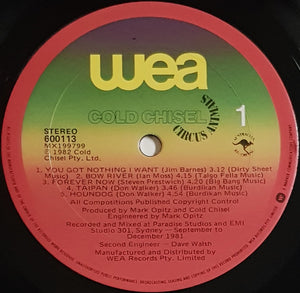 wea
COLD CHISEL
CIRCUS ANIMALS
1
STEREO
600113
MX199799
℗ 1982 Cold
Chisel Pty. Ltd.
1. YOU GOT NOTHING I WANT (Jim Barnes) 3.12 (Dirty Sheet
Music) 2. BOW RIVER (Ian Moss) 4.15 (Talgo Falla Music)
3. FOREVER NOW (Steven Prestwich) 4.20 (Big Bang Music)
4. TAIPAN (Don Walker) 3.46 (Burdican Music)
5. HOUNDOG (Don Walker) 4.54 (Burdican Music)
All Compositions Published Copyright Control
Produced by Mark Opitz and Cold Chisel
Engineered by Mark Opitz
Recorded and Mixed at Paradise Studios and EMI
Studio 301, Sydney – September to
December 1981
Second Engineer – Dave Walsh
Manufactured and Distributed by
WEA Records Pty. Limited